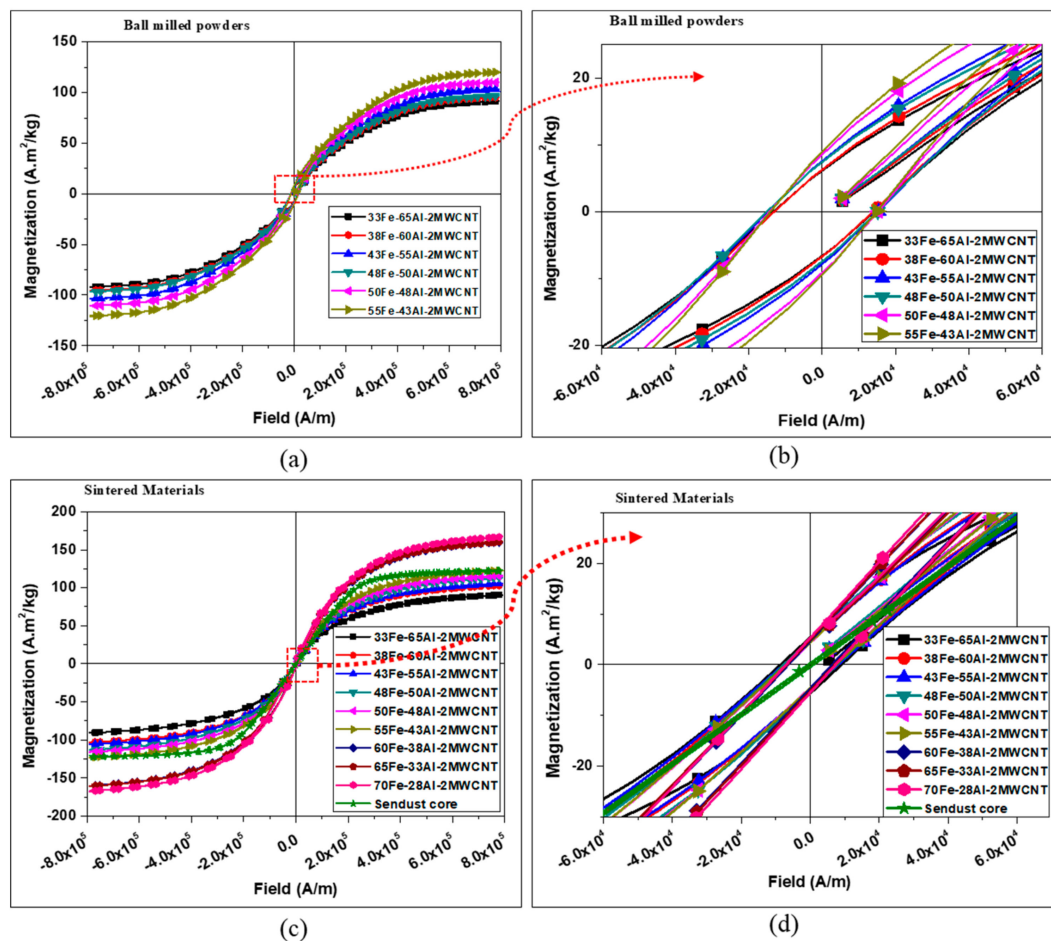 Ball milled powders
150
100
50
0
-50
-100
-150
Magnetization (A.m²/kg)
33Fe-65Al-2MWCNT
38Fe-60Al-2MWCNT
43Fe-55Al-2MWCNT
48Fe-50Al-2MWCNT
50Fe-48Al-2MWCNT
55Fe-43Al-2MWCNT
-8.0x10⁵
-6.0x10⁵
-4.0x10⁵
-2.0x10⁵
0.0
2.0x10⁵
4.0x10⁵
6.0x10⁵
8.0x10⁵
Field (A/m)
(a)
Ball milled powders
20
0
-20
Magnetization (A.m²/kg)
33Fe-65Al-2MWCNT
38Fe-60Al-2MWCNT
43Fe-55Al-2MWCNT
48Fe-50Al-2MWCNT
50Fe-48Al-2MWCNT
55Fe-43Al-2MWCNT
-6.0x10⁴
-4.0x10⁴
-2.0x10⁴
0.0
2.0x10⁴
4.0x10⁴
6.0x10⁴
Field (A/m)
(b)
Sintered Materials
200
150
100
50
0
-50
-100
-150
-200
Magnetization (A.m²/kg)
33Fe-65Al-2MWCNT
38Fe-60Al-2MWCNT
43Fe-55Al-2MWCNT
48Fe-50Al-2MWCNT
50Fe-48Al-2MWCNT
55Fe-43Al-2MWCNT
60Fe-38Al-2MWCNT
65Fe-33Al-2MWCNT
70Fe-28Al-2MWCNT
Sendust core
-8.0x10⁵
-6.0x10⁵
-4.0x10⁵
-2.0x10⁵
0.0
2.0x10⁵
4.0x10⁵
6.0x10⁵
8.0x10⁵
Field (A/m)
(c)
Sintered Materials
20
0
-20
Magnetization (A.m²/kg)
33Fe-65Al-2MWCNT
38Fe-60Al-2MWCNT
43Fe-55Al-2MWCNT
48Fe-50Al-2MWCNT
50Fe-48Al-2MWCNT
55Fe-43Al-2MWCNT
60Fe-38Al-2MWCNT
65Fe-33Al-2MWCNT
70Fe-28Al-2MWCNT
Sendust core
-6.0x10⁴
-4.0x10⁴
-2.0x10⁴
0.0
2.0x10⁴
4.0x10⁴
6.0x10⁴
Field (A/m)
(d)